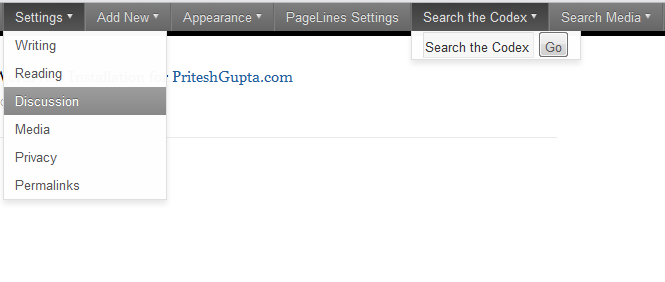 Settings Add New Appearance PageLines Settings Search the Codex Search Media
Search the Codex Go
Writing
Reading
for PriteshGupta.com
Discussion
Media
Privacy
Permalinks